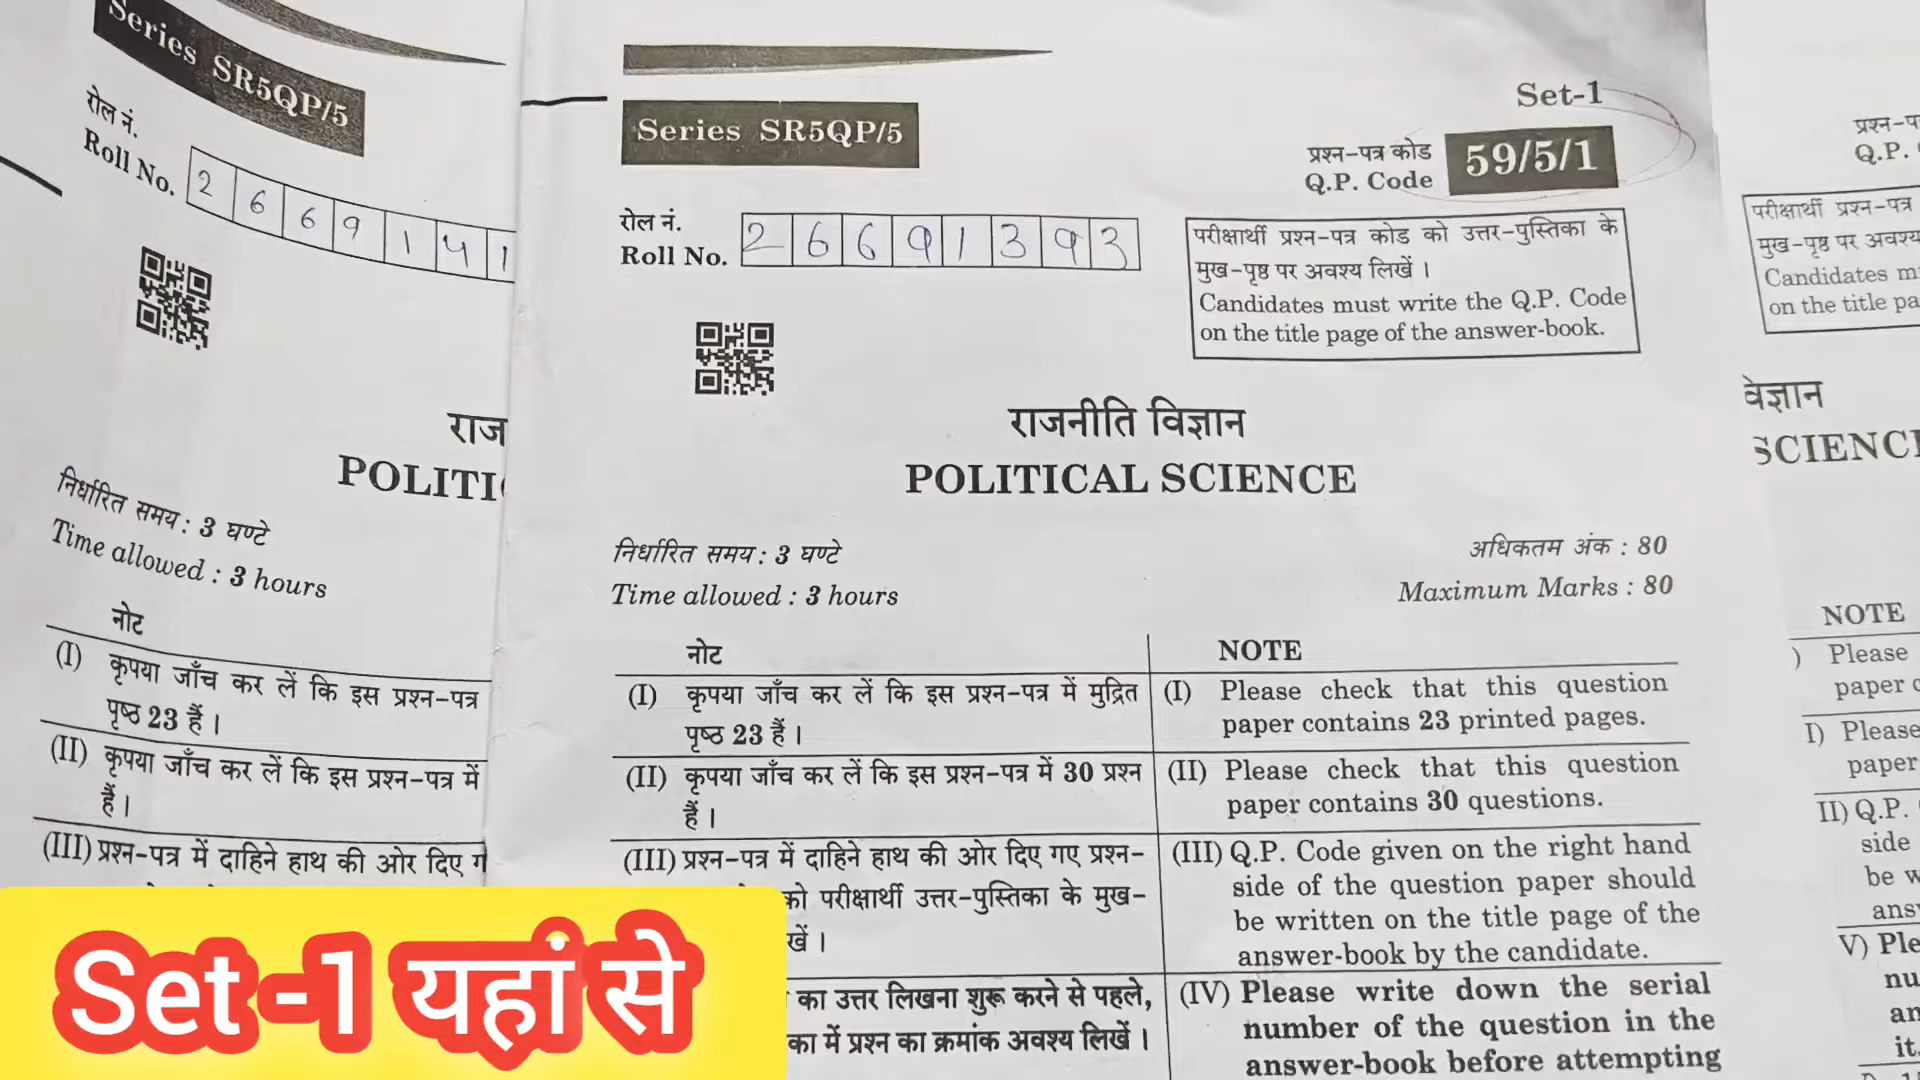 Series SR5QP/5
रोल नं.
Roll No. 2 6 6 9 1 4 1
राज
POLITI
निर्धारित समय : 3 घण्टे
Time allowed : 3 hours
नोट
(I) कृपया जाँच कर लें कि इस प्रश्न-पत्र
पृष्ठ 23 हैं ।
(II) कृपया जाँच कर लें कि इस प्रश्न-पत्र में
हैं ।
(III) प्रश्न-पत्र में दाहिने हाथ की ओर दिए ग
Series SR5QP/5
Set-1
प्रश्न-पत्र कोड
Q.P. Code 59/5/1
रोल नं.
Roll No. 2 6 6 9 1 3 9 3
परीक्षार्थी प्रश्न-पत्र कोड को उत्तर-पुस्तिका के
मुख-पृष्ठ पर अवश्य लिखें ।
Candidates must write the Q.P. Code
on the title page of the answer-book.
राजनीति विज्ञान
POLITICAL SCIENCE
निर्धारित समय : 3 घण्टे
अधिकतम अंक : 80
Time allowed : 3 hours
Maximum Marks : 80
नोट
(I) कृपया जाँच कर लें कि इस प्रश्न-पत्र में मुद्रित
पृष्ठ 23 हैं ।
(II) कृपया जाँच कर लें कि इस प्रश्न-पत्र में 30 प्रश्न
हैं ।
(III) प्रश्न-पत्र में दाहिने हाथ की ओर दिए गए प्रश्न-
को परीक्षार्थी उत्तर-पुस्तिका के मुख-
खें ।
का उत्तर लिखना शुरू करने से पहले,
का में प्रश्न का क्रमांक अवश्य लिखें ।
NOTE
(I) Please check that this question
paper contains 23 printed pages.
(II) Please check that this question
paper contains 30 questions.
(III) Q.P. Code given on the right hand
side of the question paper should
be written on the title page of the
answer-book by the candidate.
(IV) Please write down the serial
number of the question in the
answer-book before attempting
प्रश्न-प
Q.P.
परीक्षार्थी प्रश्न-पत्र
मुख-पृष्ठ पर अवश्य
Candidates m
on the title pa
वेज्ञान
SCIENC
NOTE
) Please
paper c
I) Please
paper
II) Q.P.
side
be w
ans
V) Ple
nu
an
it.
Set -1 यहां से